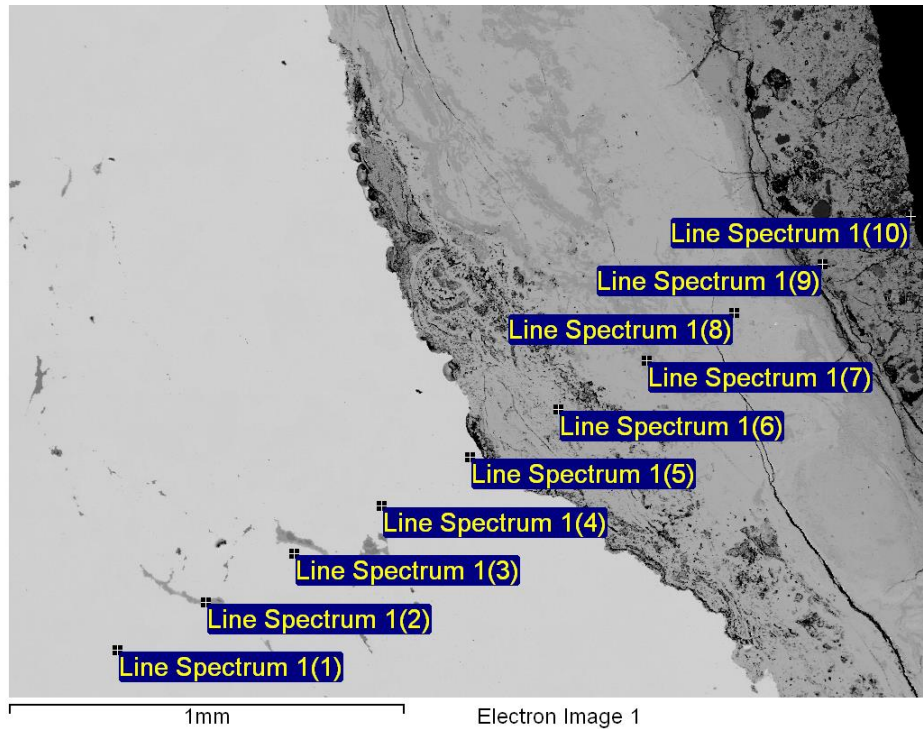 Line Spectrum 1(10)
Line Spectrum 1(9)
Line Spectrum 1(8)
Line Spectrum 1(7)
Line Spectrum 1(6)
Line Spectrum 1(5)
Line Spectrum 1(4)
Line Spectrum 1(3)
Line Spectrum 1(2)
Line Spectrum 1(1)
1mm
Electron Image 1